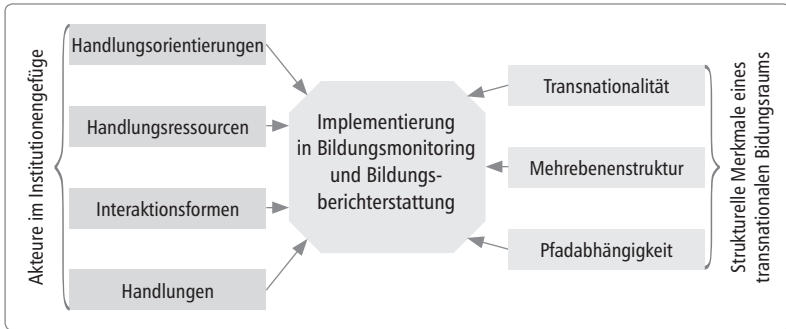 Akteure im Institutionengefüge
Handlungsorientierungen
Handlungsressourcen
Interaktionsformen
Handlungen
Implementierung
in Bildungsmonitoring
und Bildungs-
berichterstattung
Transnationalität
Mehrebenenstruktur
Pfadabhängigkeit
Strukturelle Merkmale eines
transnationalen Bidungsraums